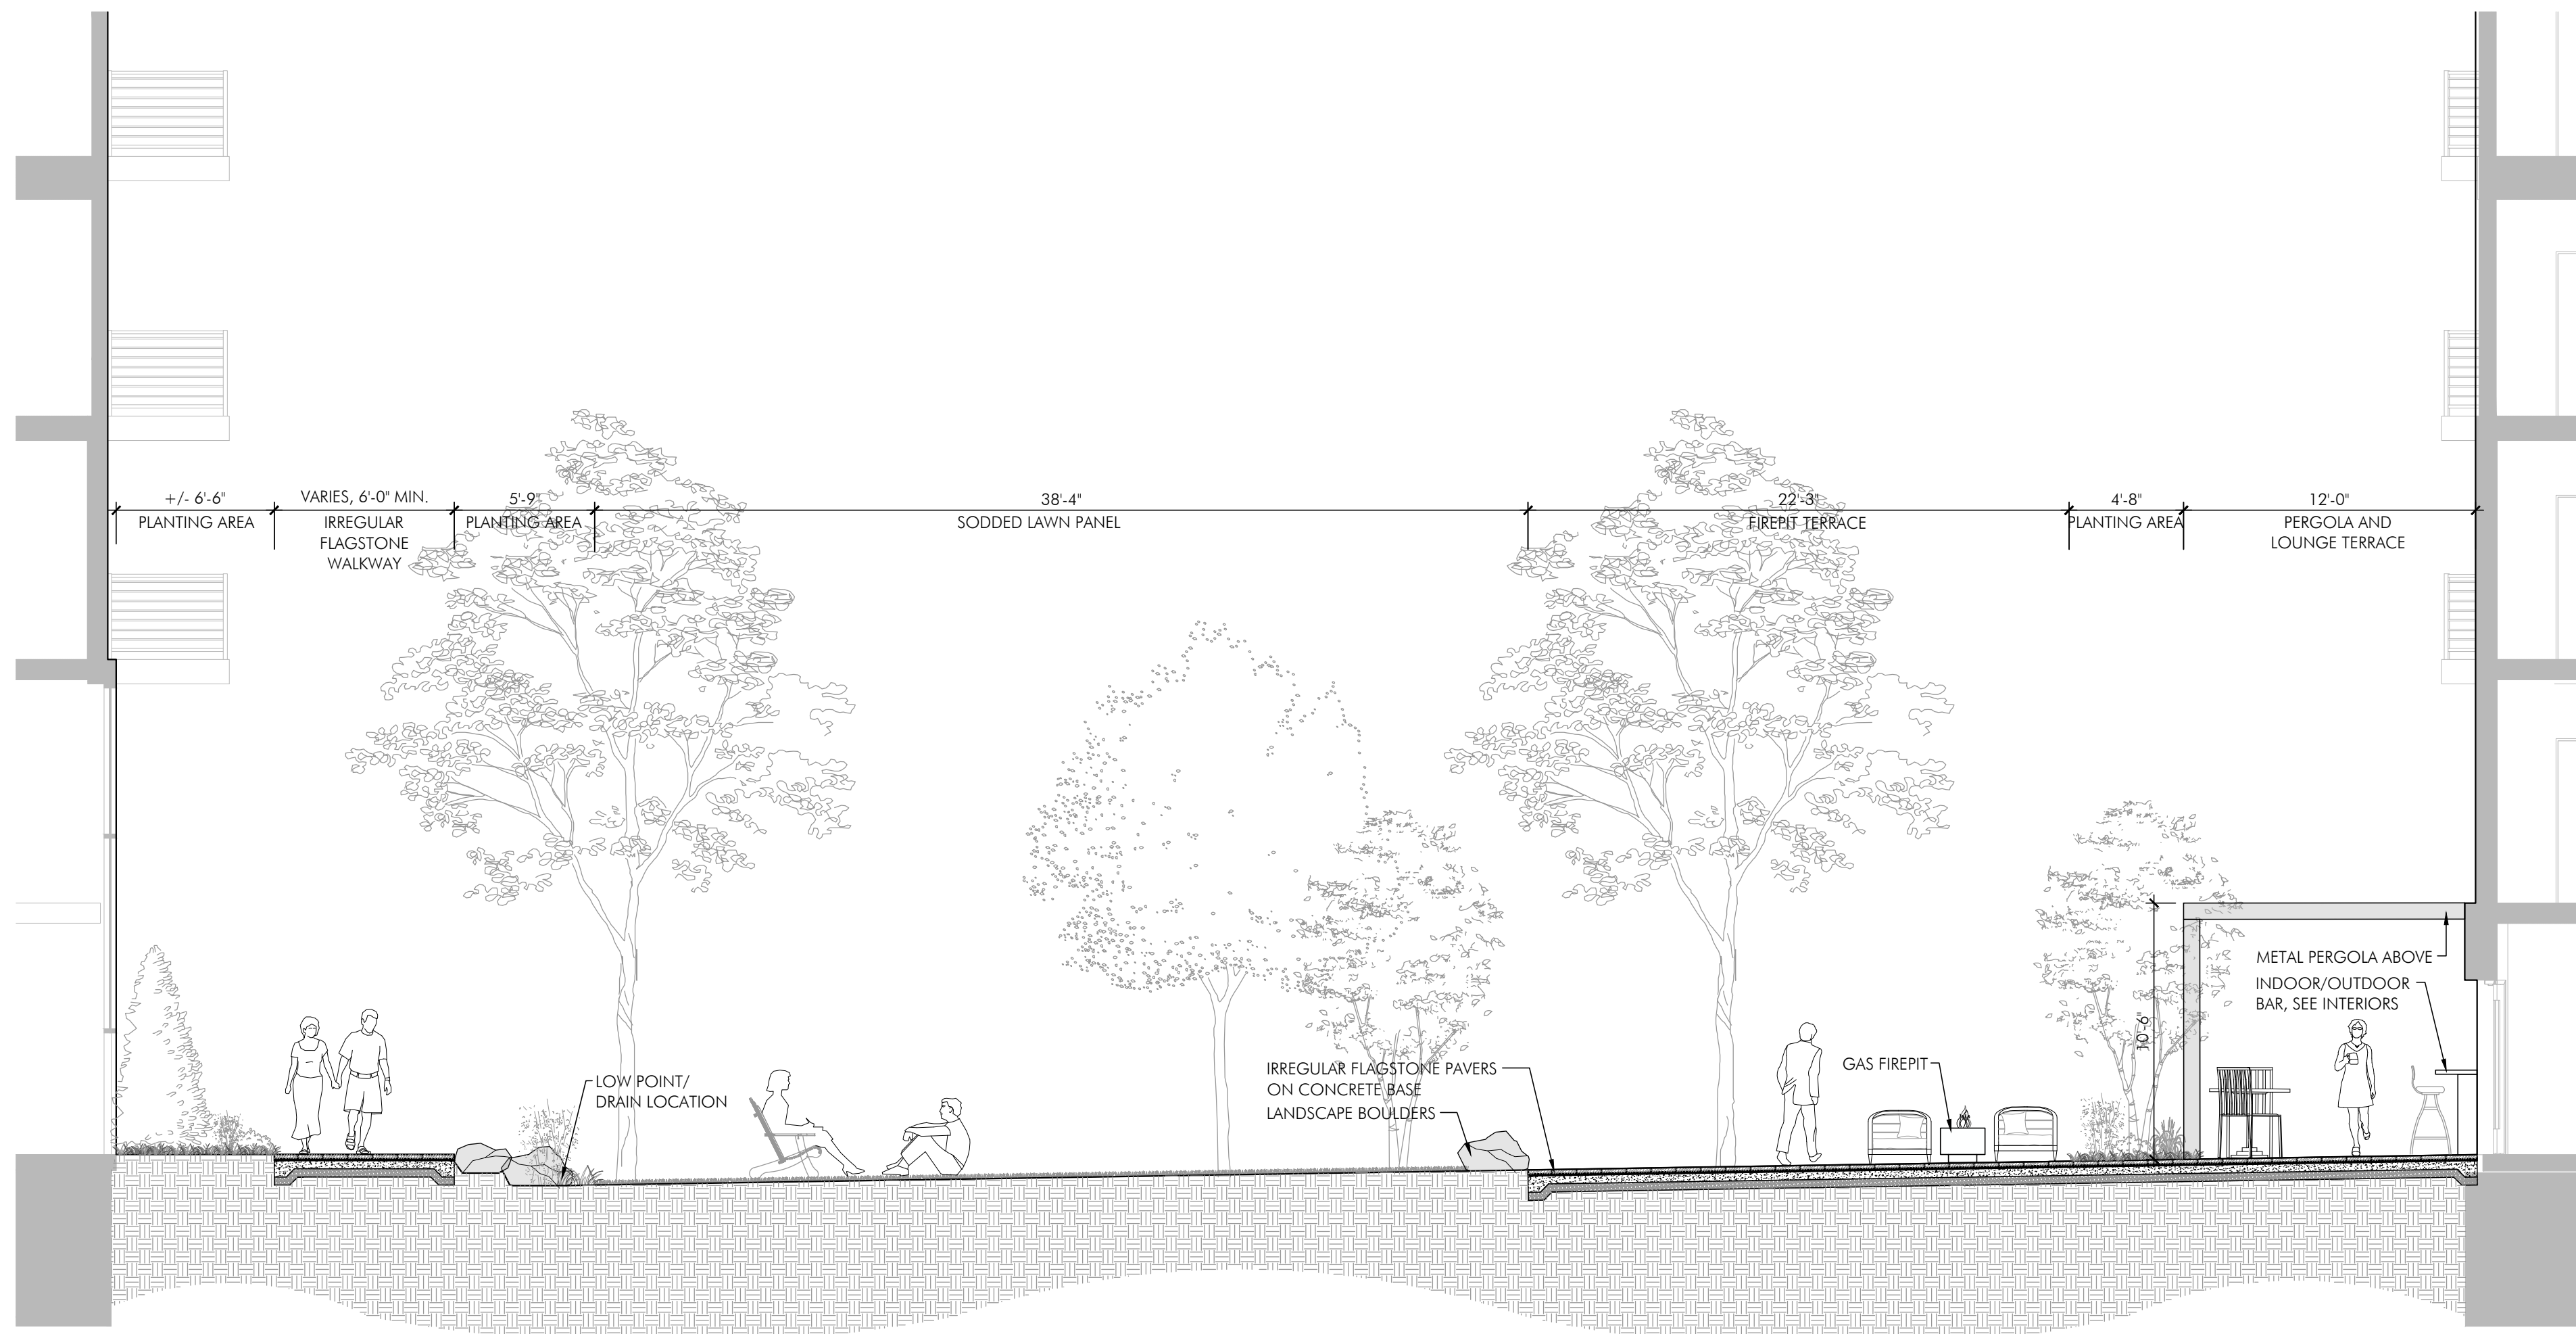 +/- 6'-6"
PLANTING AREA
VARIES, 6'-0" MIN.
IRREGULAR
FLAGSTONE
WALKWAY
5'-9"
PLANTING AREA
38'-4"
SODDED LAWN PANEL
22'-3"
FIREPIT TERRACE
4'-8"
PLANTING AREA
12'-0"
PERGOLA AND
LOUNGE TERRACE
METAL PERGOLA ABOVE
INDOOR/OUTDOOR
BAR, SEE INTERIORS
10'-6"
LOW POINT/
DRAIN LOCATION
IRREGULAR FLAGSTONE PAVERS
ON CONCRETE BASE
LANDSCAPE BOULDERS
GAS FIREPIT